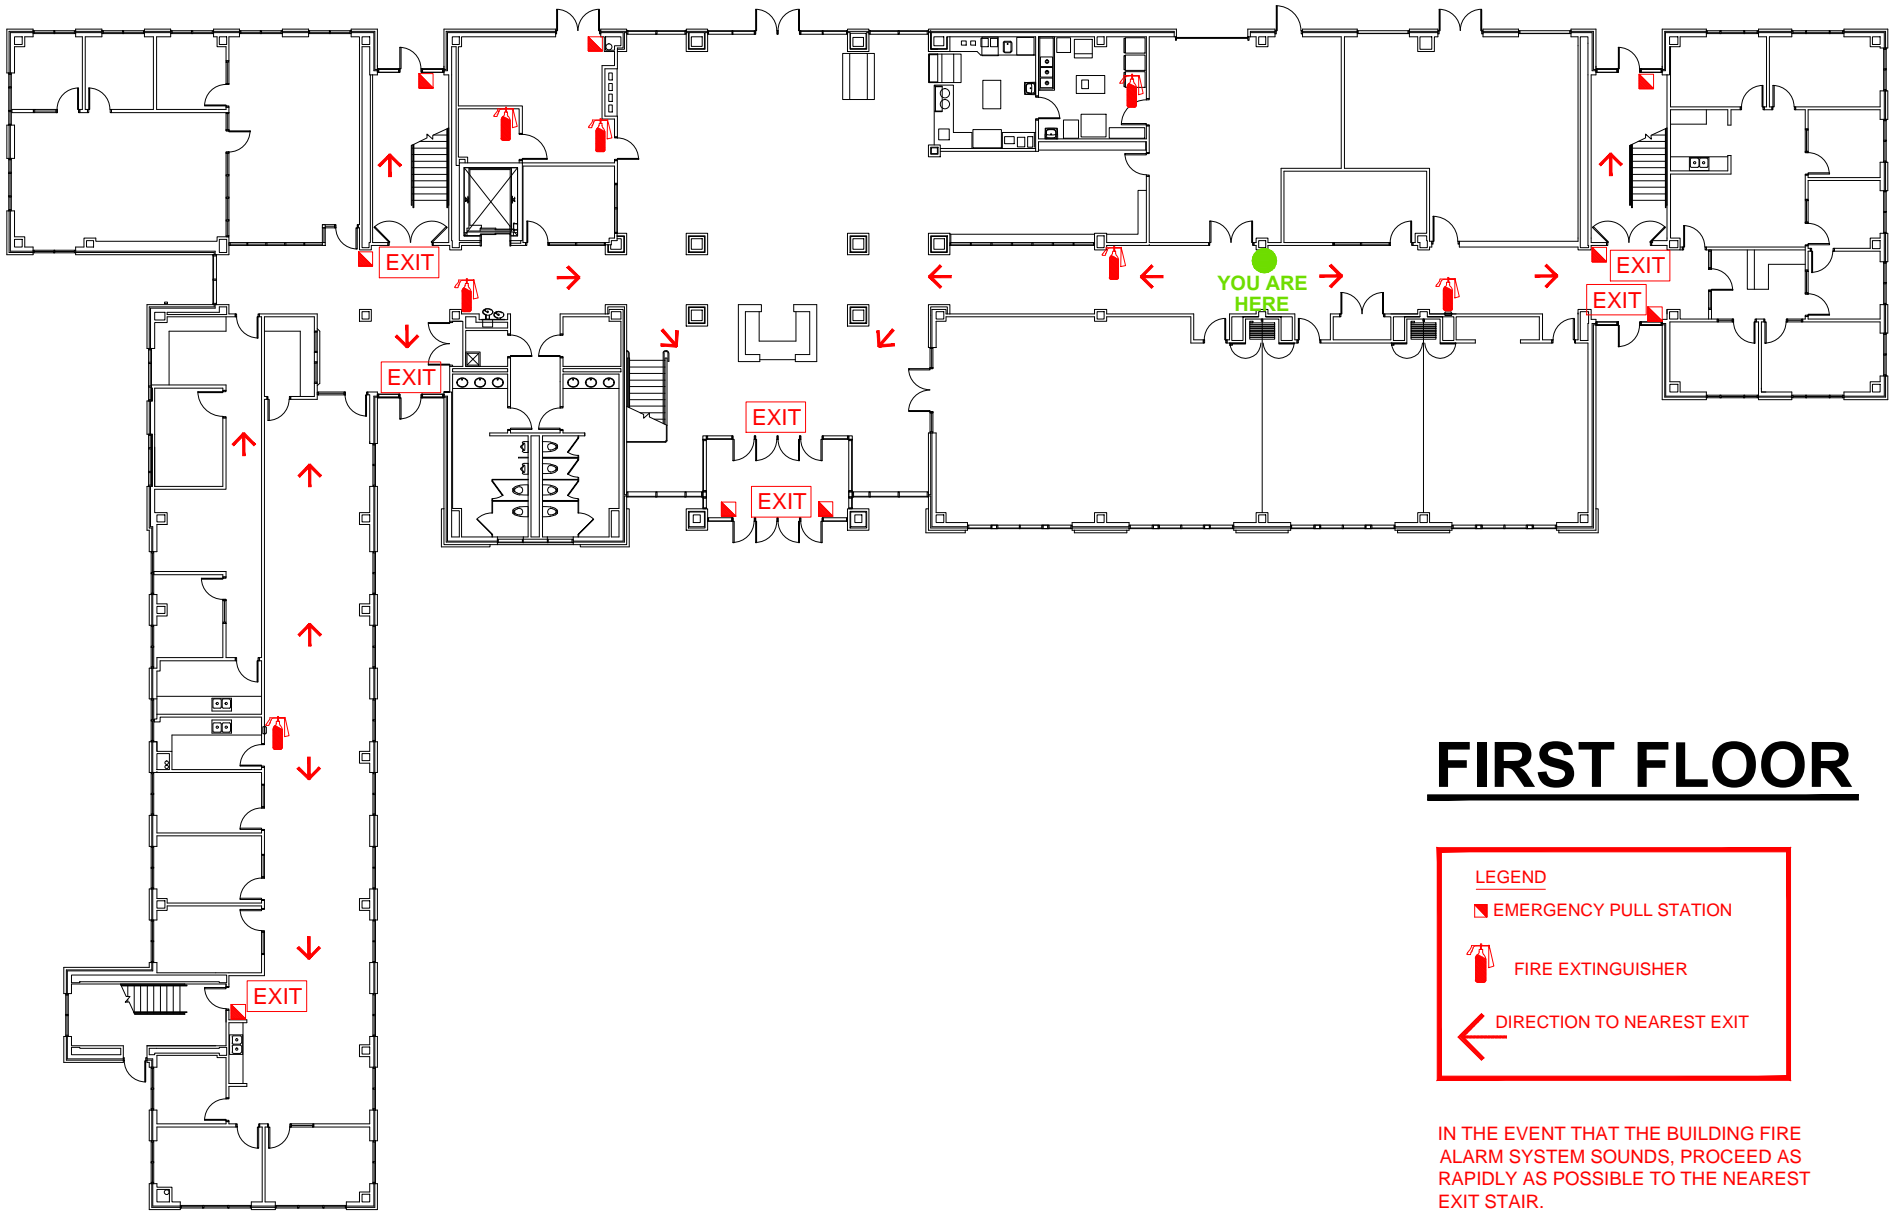 EXIT
EXIT
YOU ARE
HERE
EXIT
EXIT
EXIT
EXIT
EXIT
FIRST FLOOR
LEGEND
EMERGENCY PULL STATION
FIRE EXTINGUISHER
DIRECTION TO NEAREST EXIT
EXIT
IN THE EVENT THAT THE BUILDING FIRE
ALARM SYSTEM SOUNDS, PROCEED AS
RAPIDLY AS POSSIBLE TO THE NEAREST
EXIT STAIR.